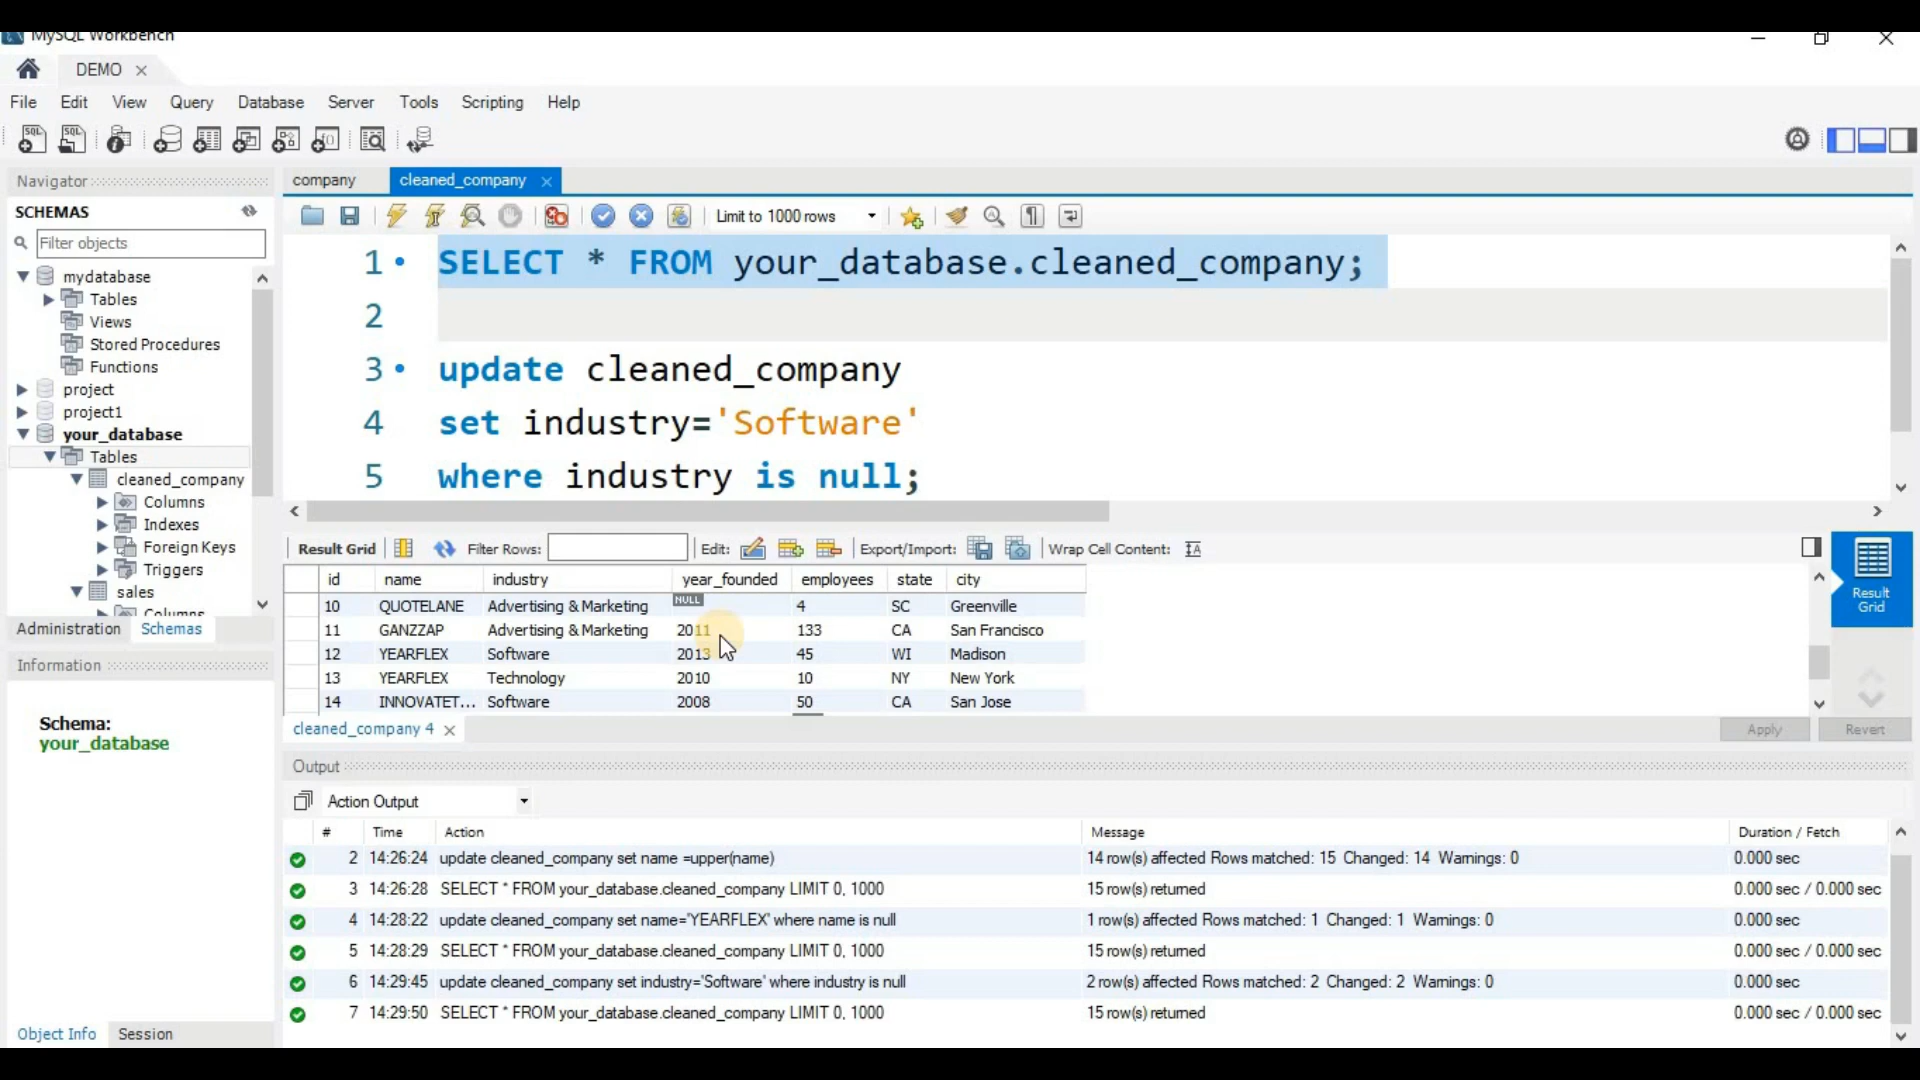 MySQL Workbench
DEMO
File Edit View Query Database Server Tools Scripting Help
Navigator
SCHEMAS
Filter objects
mydatabase
Tables
Views
Stored Procedures
Functions
project
project1
your_database
Tables
cleaned_company
Columns
Indexes
Foreign Keys
Triggers
sales
Columns
Administration Schemas
Information
Schema:
your_database
Object Info Session
company cleaned_company
Limit to 1000 rows
1 SELECT * FROM your_database.cleaned_company;
2
3 update cleaned_company
4 set industry='Software'
5 where industry is null;
Result Grid Filter Rows: Edit: Export/Import: Wrap Cell Content:
id name industry year_founded employees state city
10 QUOTELANE Advertising & Marketing NULL 4 SC Greenville
11 GANZZAP Advertising & Marketing 2011 133 CA San Francisco
12 YEARFLEX Software 2013 45 WI Madison
13 YEARFLEX Technology 2010 10 NY New York
14 INNOVATET... Software 2008 50 CA San Jose
Result
Grid
cleaned_company 4 Apply Revert
Output
Action Output
# Time Action Message Duration / Fetch
2 14:26:24 update cleaned_company set name =upper(name) 14 row(s) affected Rows matched: 15 Changed: 14 Warnings: 0 0.000 sec
3 14:26:28 SELECT * FROM your_database.cleaned_company LIMIT 0, 1000 15 row(s) returned 0.000 sec / 0.000 sec
4 14:28:22 update cleaned_company set name='YEARFLEX' where name is null 1 row(s) affected Rows matched: 1 Changed: 1 Warnings: 0 0.000 sec
5 14:28:29 SELECT * FROM your_database.cleaned_company LIMIT 0, 1000 15 row(s) returned 0.000 sec / 0.000 sec
6 14:29:45 update cleaned_company set industry='Software' where industry is null 2 row(s) affected Rows matched: 2 Changed: 2 Warnings: 0 0.000 sec
7 14:29:50 SELECT * FROM your_database.cleaned_company LIMIT 0, 1000 15 row(s) returned 0.000 sec / 0.000 sec